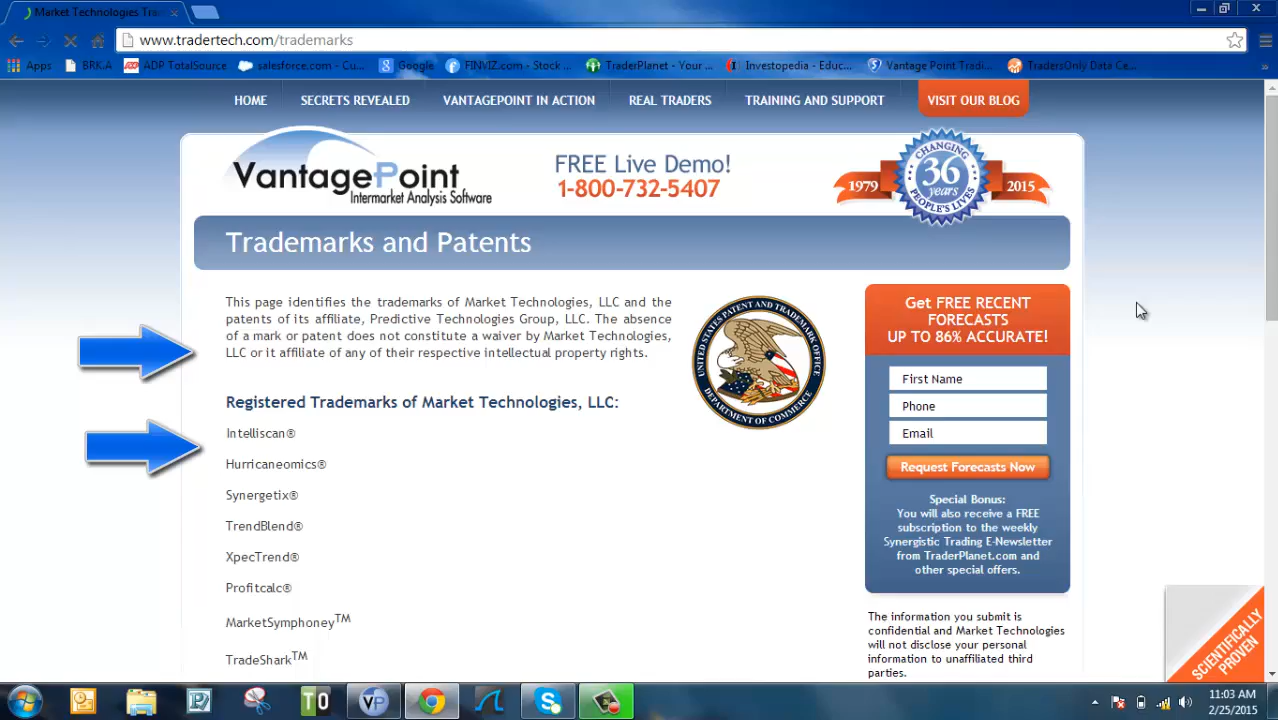 Market Technologies Tra
www.tradertech.com/trademarks
Apps BRK.A ADP TotalSource salesforce.com - Cu... Google FINVIZ.com - Stock ... TraderPlanet - Your ... Investopedia - Educ... Vantage Point Tradi... TradersOnly Data Ce...
HOME SECRETS REVEALED VANTAGEPOINT IN ACTION REAL TRADERS TRAINING AND SUPPORT VISIT OUR BLOG
VantagePoint
Intermarket Analysis Software
FREE Live Demo!
1-800-732-5407
CHANGING
1979 36 2015
years
PEOPLE'S LIVES
Trademarks and Patents
This page identifies the trademarks of Market Technologies, LLC and the
patents of its affiliate, Predictive Technologies Group, LLC. The absence
of a mark or patent does not constitute a waiver by Market Technologies,
LLC or it affiliate of any of their respective intellectual property rights.
UNITED STATES PATENT AND TRADEMARK OFFICE
DEPARTMENT OF COMMERCE
Registered Trademarks of Market Technologies, LLC:
Intelliscan®
Hurricaneomics®
Synergetix®
TrendBlend®
XpecTrend®
Profitcalc®
MarketSymphoney™
TradeShark™
Get FREE RECENT
FORECASTS
UP TO 86% ACCURATE!
First Name
Phone
Email
Request Forecasts Now
Special Bonus:
You will also receive a FREE
subscription to the weekly
Synergistic Trading E-Newsletter
from TraderPlanet.com and
other special offers.
The information you submit is
confidential and Market Technologies
will not disclose your personal
information to unaffiliated third
parties.
SCIENTIFICALLY
PROVEN
TO
VP
11:03 AM
2/25/2015